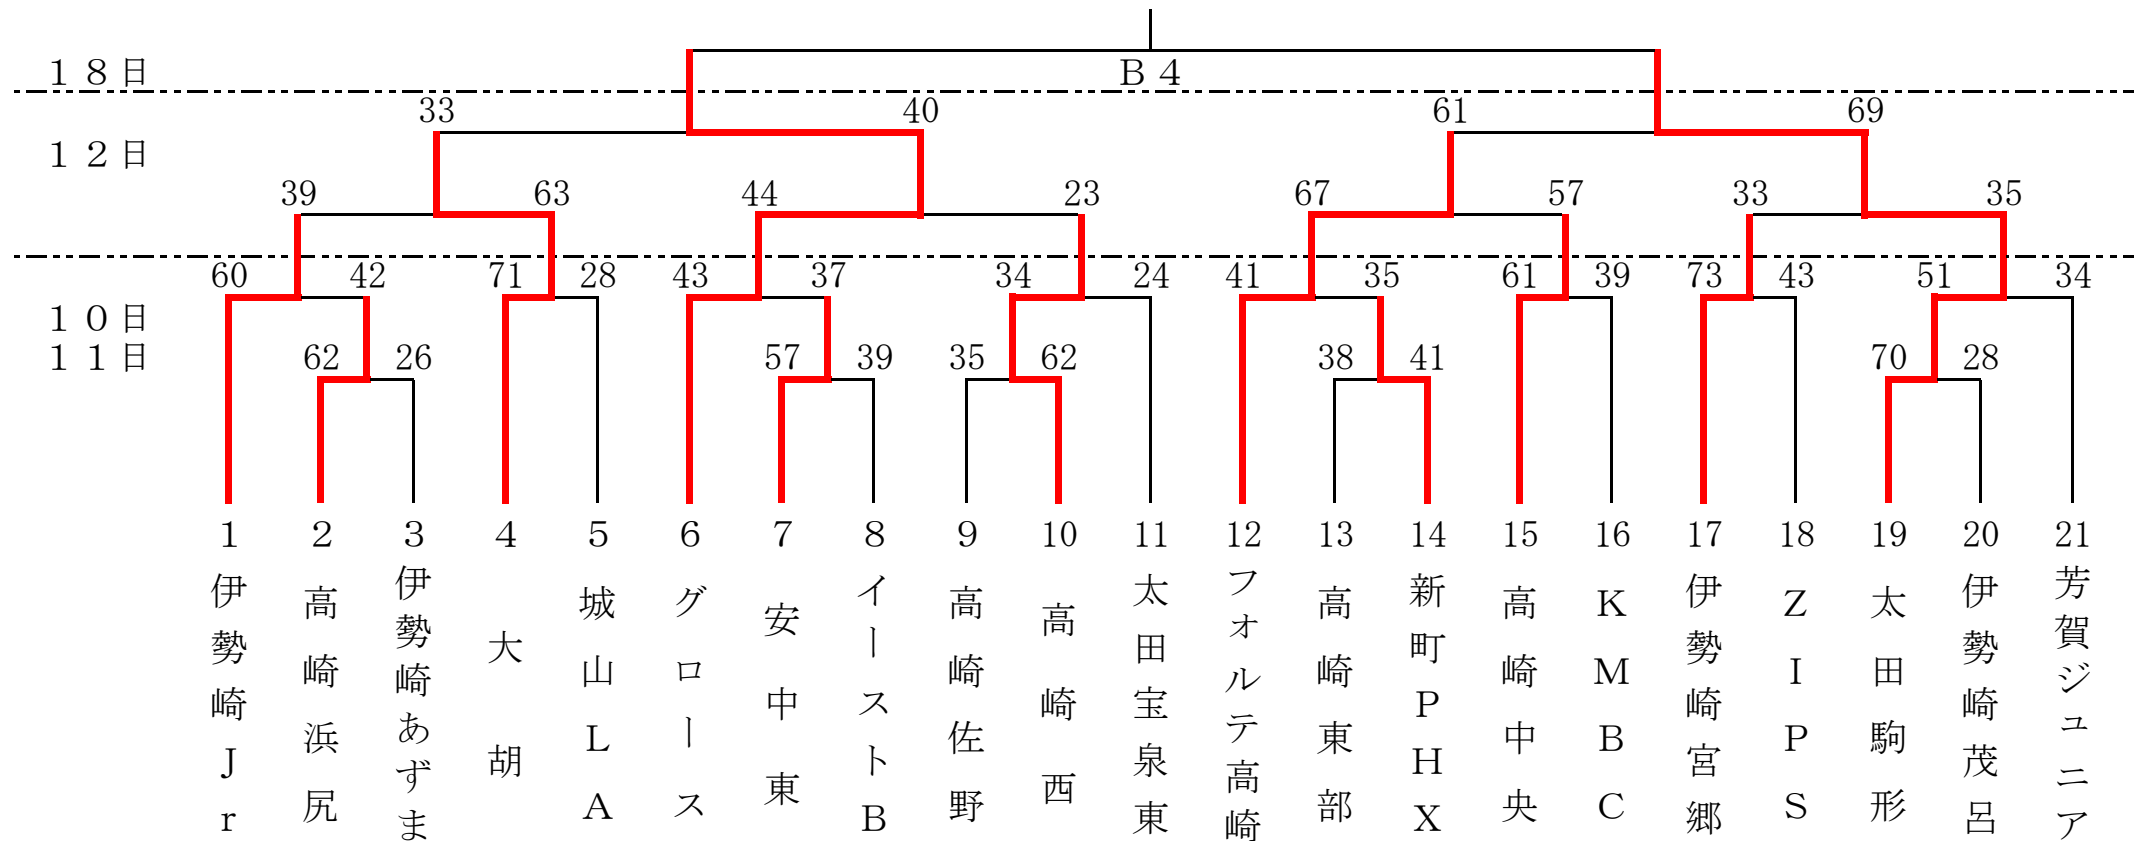 １８日
Ｂ４
33 40 61 69
１２日
39 63 44 23 67 57 33 35
60 42 71 28 43 37 34 24 41 35 61 39 73 43 51 34
１０日
１１日
62 26 57 39 35 62 38 41 70 28
１ ２ ３ ４ ５ ６ ７ ８ ９ 10 11 12 13 14 15 16 17 18 19 20 21
伊勢崎Ｊｒ
高崎浜尻
伊勢崎あずま
大胡
城山ＬＡ
グロース
安中東
イーストＢ
高崎佐野
高崎西
太田宝泉東
フォルテ高崎
高崎東部
新町ＰＨＸ
高崎中央
ＫＭＢＣ
伊勢崎宮郷
ＺＩＰＳ
太田駒形
伊勢崎茂呂
芳賀ジュニア